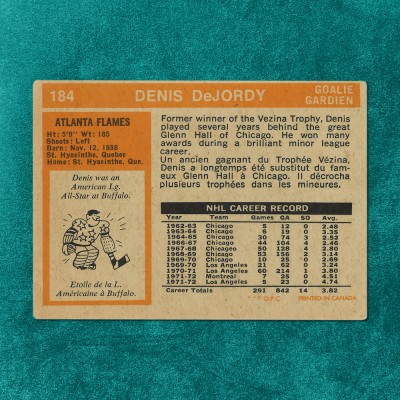 184 DENIS DeJORDY GOALIE
GARDIEN
ATLANTA FLAMES
Ht: 5'9" Wt: 185
Shoots: Left
Born: Nov. 12, 1938
St. Hyacinthe, Quebec
Home: St. Hyacinthe, Que.
Denis was an
American Lg.
All-Star at Buffalo.
Etoile de la L.
Américaine à Buffalo.
Former winner of the Vezina Trophy, Denis
played several years behind the great
Glenn Hall of Chicago. He won many
awards during a brilliant minor league
career.
Un ancien gagnant du Trophée Vézina,
Denis a longtemps été substitut du fa-
meux Glenn Hall à Chicago. Il décrocha
plusieurs trophées dans les mineures.
NHL CAREER RECORD
Year Team Games GA SO Avg.
1962-63 Chicago 5 12 0 2.48
1963-64 Chicago 6 19 0 3.35
1964-65 Chicago 30 74 3 2.52
1966-67 Chicago 44 104 4 2.46
1967-68 Chicago 50 128 4 2.80
1968-69 Chicago 53 156 2 3.14
1969-70 Chicago 10 25 0 2.69
1969-70 Los Angeles 21 62 0 3.24
1970-71 Los Angeles 60 214 1 3.80
1971-72 Montreal 7 25 0 4.51
1971-72 Los Angeles 5 23 0 4.74
Career Totals 291 842 14 3.82
***O.P.C. PRINTED IN CANADA